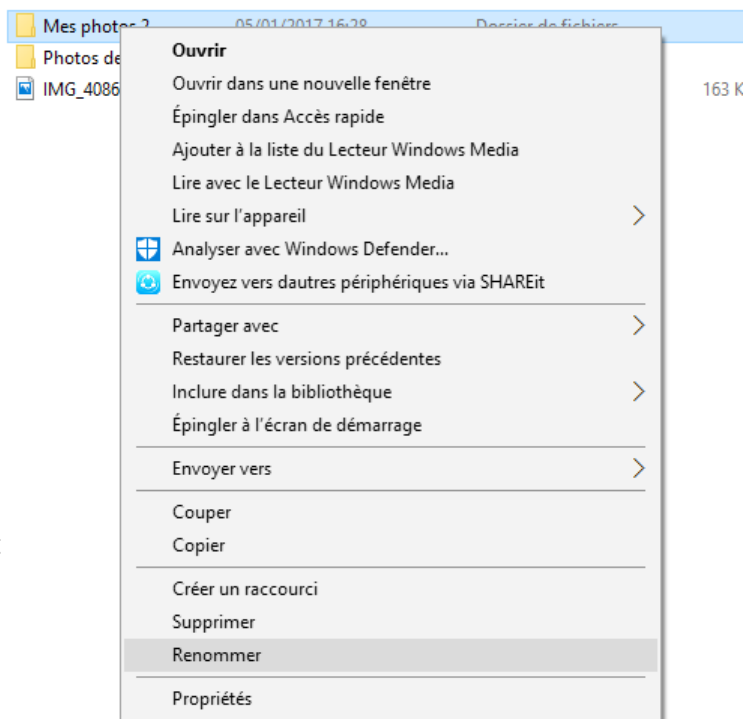 Mes photos 2 05/01/2017 16:28 Dossier de fichiers
Photos de
IMG_4086 163 K
Ouvrir
Ouvrir dans une nouvelle fenêtre
Épingler dans Accès rapide
Ajouter à la liste du Lecteur Windows Media
Lire avec le Lecteur Windows Media
Lire sur l'appareil
Analyser avec Windows Defender...
Envoyez vers dautres périphériques via SHAREit
Partager avec
Restaurer les versions précédentes
Inclure dans la bibliothèque
Épingler à l'écran de démarrage
Envoyer vers
Couper
Copier
Créer un raccourci
Supprimer
Renommer
Propriétés